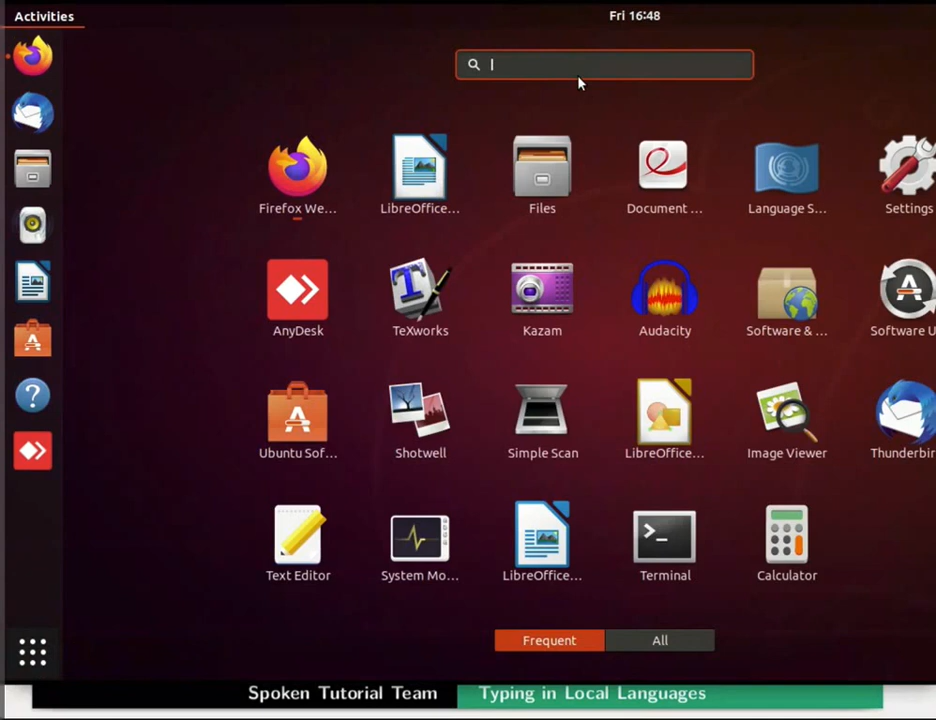 Activities
Fri 16:48
Firefox We...
LibreOffice...
Files
Document ...
Language S...
Settings
AnyDesk
TeXworks
Kazam
Audacity
Software & ...
Software U
Ubuntu Sof...
Shotwell
Simple Scan
LibreOffice...
Image Viewer
Thunderbir
Text Editor
System Mo...
LibreOffice...
Terminal
Calculator
Frequent
All
Spoken Tutorial Team
Typing in Local Languages